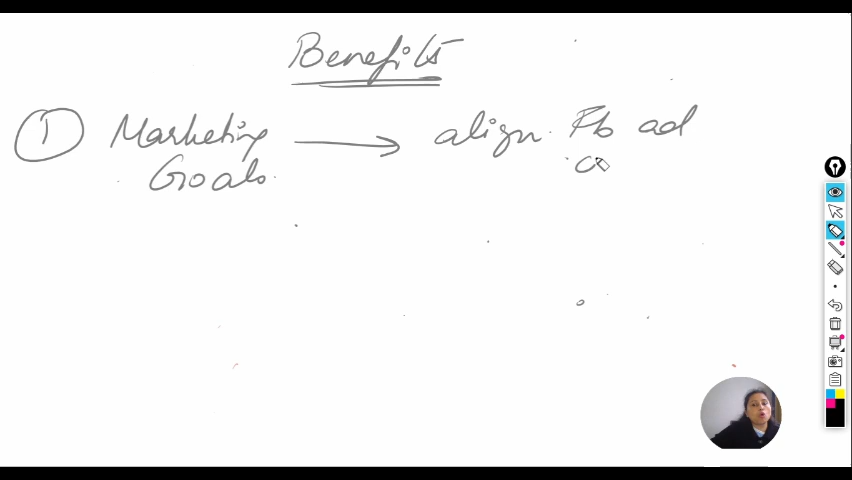 Benefits
① Marketing → align Fb ad
Goals